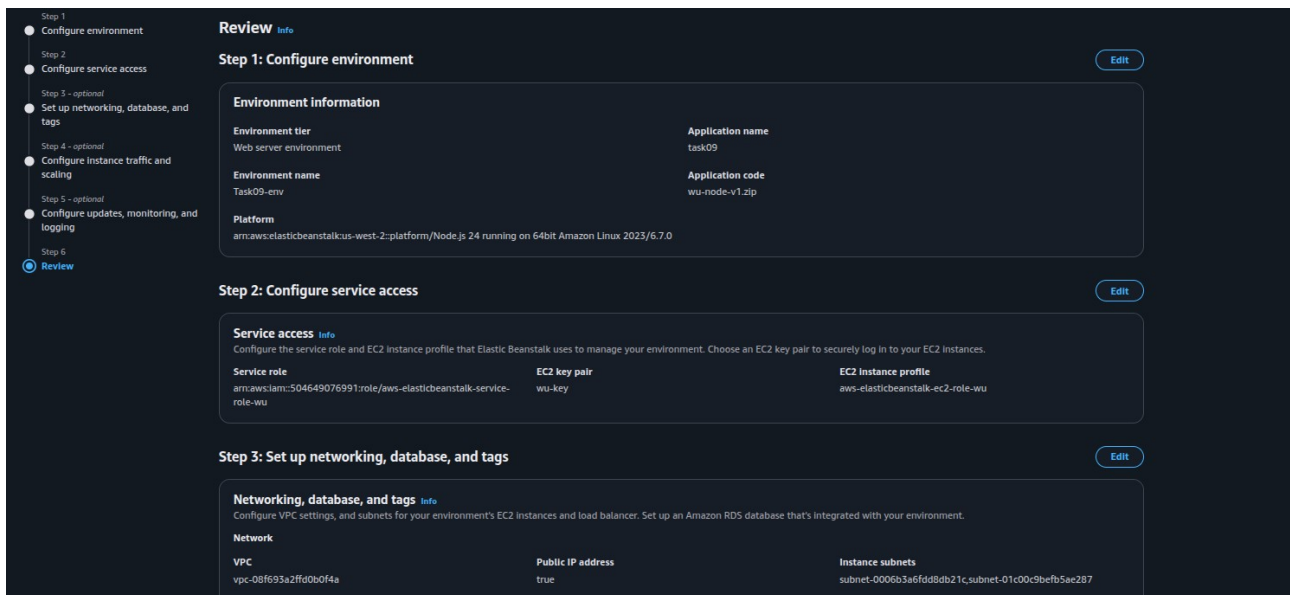 Step 1
Configure environment
Step 2
Configure service access
Step 3 - optional
Set up networking, database, and
tags
Step 4 - optional
Configure instance traffic and
scaling
Step 5 - optional
Configure updates, monitoring, and
logging
Step 6
Review
Review Info
Step 1: Configure environment
Edit
Environment information
Environment tier
Web server environment
Application name
task09
Environment name
Task09-env
Application code
wu-node-v1.zip
Platform
arn:aws:elasticbeanstalk:us-west-2::platform/Node.js 24 running on 64bit Amazon Linux 2023/6.7.0
Step 2: Configure service access
Edit
Service access Info
Configure the service role and EC2 instance profile that Elastic Beanstalk uses to manage your environment. Choose an EC2 key pair to securely log in to your EC2 instances.
Service role
arn:aws:iam::504649076991:role/aws-elasticbeanstalk-service-
role-wu
EC2 key pair
wu-key
EC2 instance profile
aws-elasticbeanstalk-ec2-role-wu
Step 3: Set up networking, database, and tags
Edit
Networking, database, and tags Info
Configure VPC settings, and subnets for your environment's EC2 instances and load balancer. Set up an Amazon RDS database that's integrated with your environment.
Network
VPC
vpc-08f693a2ffd0b0f4a
Public IP address
true
Instance subnets
subnet-0006b3a6fdd8db21c,subnet-01c00c9befb5ae287